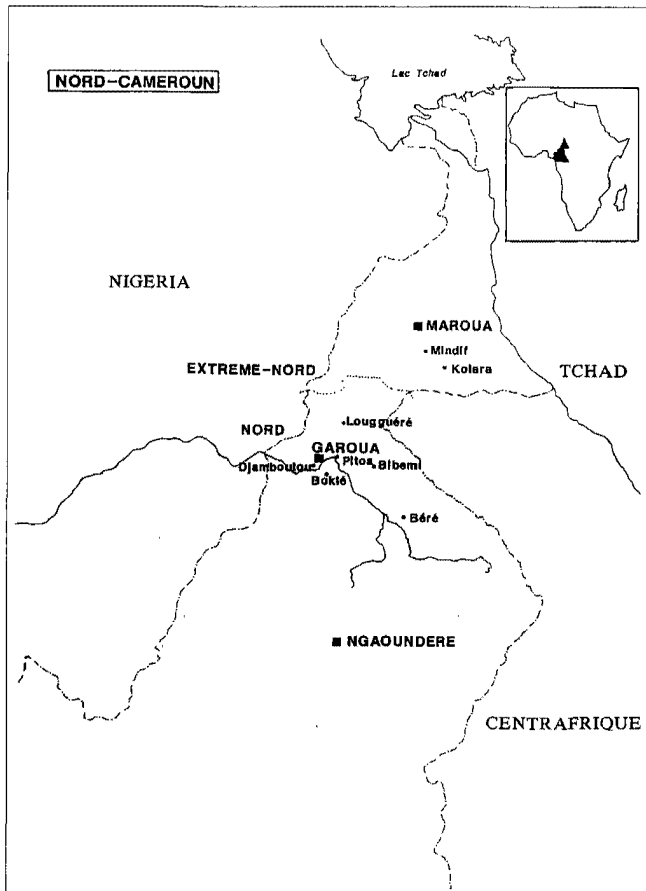 Lac Tchad
NORD-CAMEROUN
NIGERIA
MAROUA
Mindif
EXTREME-NORD
Kolara
TCHAD
Lougguéré
NORD
GAROUA
Djamboutou
Pitoa
Bibemi
Boklé
Béré
NGAOUNDERE
CENTRAFRIQUE